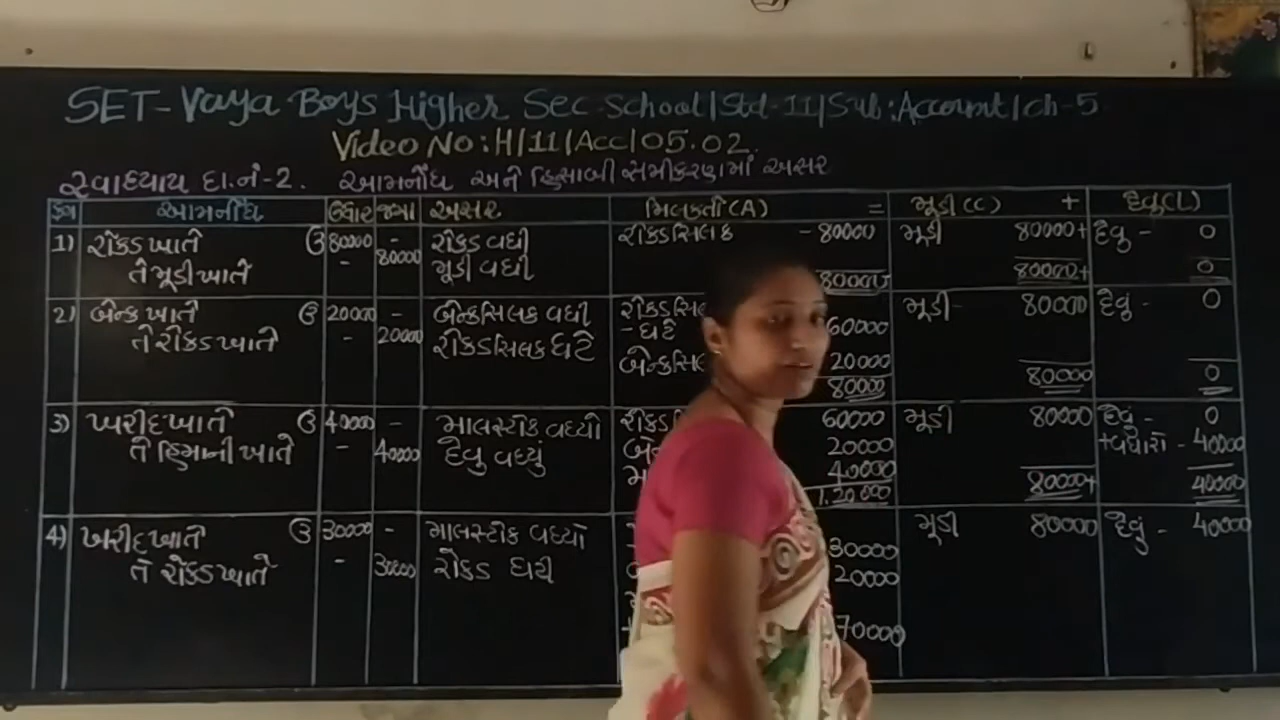 SET-Vaya Boys Higher Sec.School/Std-11/Sub:Account/ch-5
Video No:H/11/Acc/05.02.
સ્વાધ્યાય દા.નં-2. આમનોંધ અને હિસાબી સમીકરણમાં અસર
ક્રમ આમનોંધ ઉધાર જમા અસર મિલકતો(A) = મૂડી(C) + દેવુ(L)
1) રોકડ ખાતે ઉ 80000 - રોકડ વધી રોકડસિલક - 80000 મૂડી 80000+ દેવુ - 0
તે મૂડી ખાતે - 80000 મૂડી વધી 80000 80000+ 0
2) બેન્ક ખાતે ઉ 20000 - બેન્કસિલક વધી મૂડી- 80000 દેવું - 0
તે રોકડ ખાતે - 20000 રોકડસિલક ઘટે -ઘટે 60000
20000
80000 80000 0
3) ખરીદ ખાતે ઉ 40000 - માલસ્ટોક વધ્યો 60000 મૂડી 80000 દેવું - 0
તે હિમાની ખાતે - 40000 દેવુ વધ્યું 20000 +વધારો - 40000
40000
1,20,000 80000+ 40000
4) ખરીદ ખાતે ઉ 30000 - માલસ્ટોક વધ્યો 30000 મૂડી 80000 દેવું - 40000
તે રોકડ ખાતે - 30000 રોકડ ઘટી 20000
70000